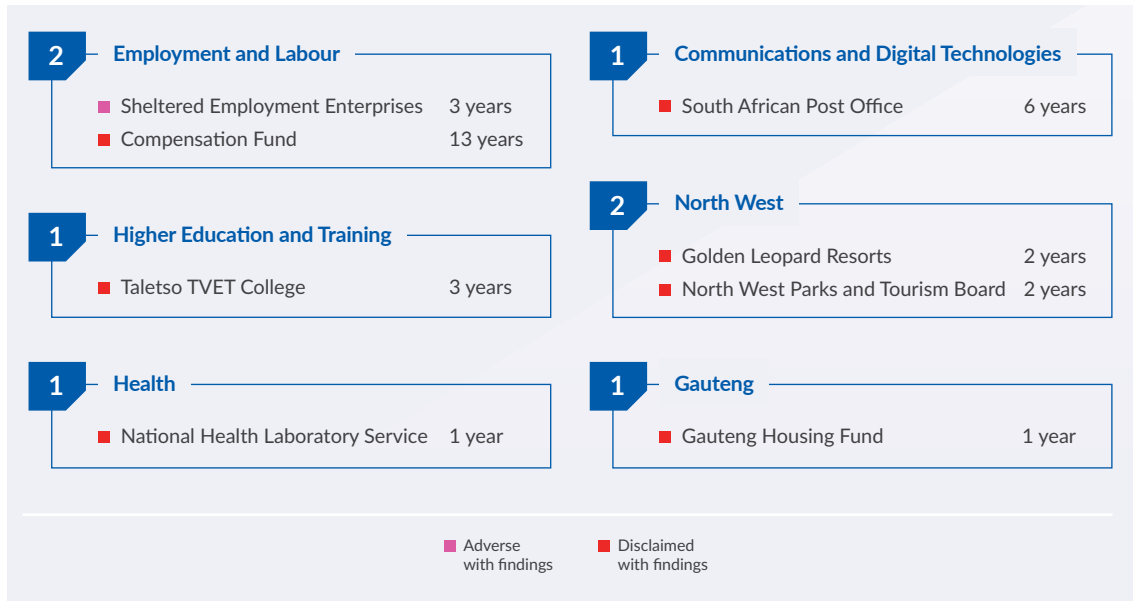 2 Employment and Labour
Sheltered Employment Enterprises 3 years
Compensation Fund 13 years
1 Higher Education and Training
Taletso TVET College 3 years
1 Health
National Health Laboratory Service 1 year
1 Communications and Digital Technologies
South African Post Office 6 years
2 North West
Golden Leopard Resorts 2 years
North West Parks and Tourism Board 2 years
1 Gauteng
Gauteng Housing Fund 1 year
Adverse
with findings
Disclaimed
with findings